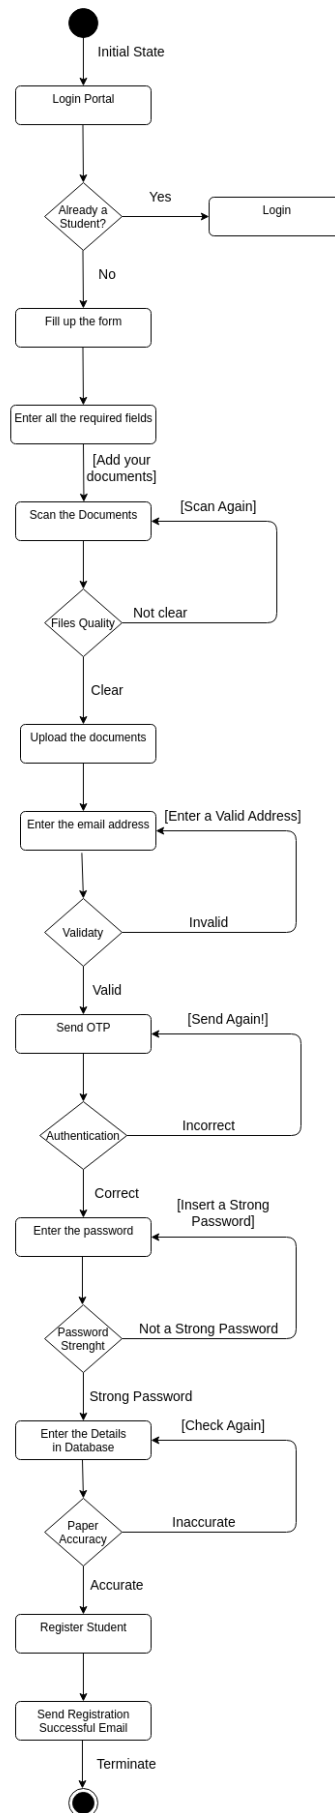 Initial State
Login Portal
Already a
Student?
Yes
Login
No
Fill up the form
Enter all the required fields
[Add your
documents]
Scan the Documents
[Scan Again]
Files Quality
Not clear
Clear
Upload the documents
Enter the email address
[Enter a Valid Address]
Validaty
Invalid
Valid
Send OTP
[Send Again!]
Authentication
Incorrect
Correct
Enter the password
[Insert a Strong
Password]
Password
Strenght
Not a Strong Password
Strong Password
Enter the Details
in Database
[Check Again]
Paper
Accuracy
Inaccurate
Accurate
Register Student
Send Registration
Successful Email
Terminate